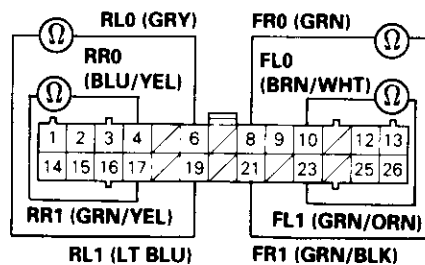 RL0 (GRY) FR0 (GRN)
Ω Ω
RR0 FL0
(BLU/YEL) (BRN/WHT)
Ω Ω
1 2 3 4 6 8 9 10 12 13
14 15 16 17 19 21 23 25 26
RR1 (GRN/YEL) FL1 (GRN/ORN)
RL1 (LT BLU) FR1 (GRN/BLK)